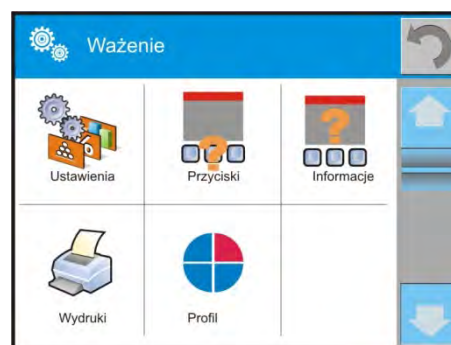 Ważenie
Ustawienia
Przyciski
Informacje
Wydruki
Profil